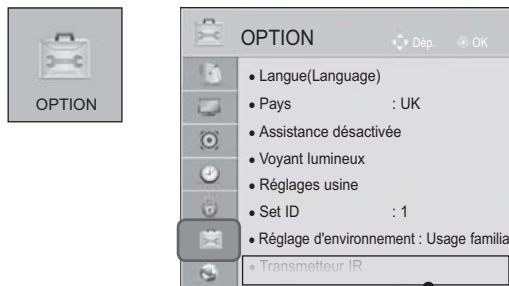 OPTION
OPTION Dép. OK
• Langue(Language)
• Pays : UK
• Assistance désactivée
• Voyant lumineux
• Réglages usine
• Set ID : 1
• Réglage d'environnement : Usage familia
• Transmetteur IR